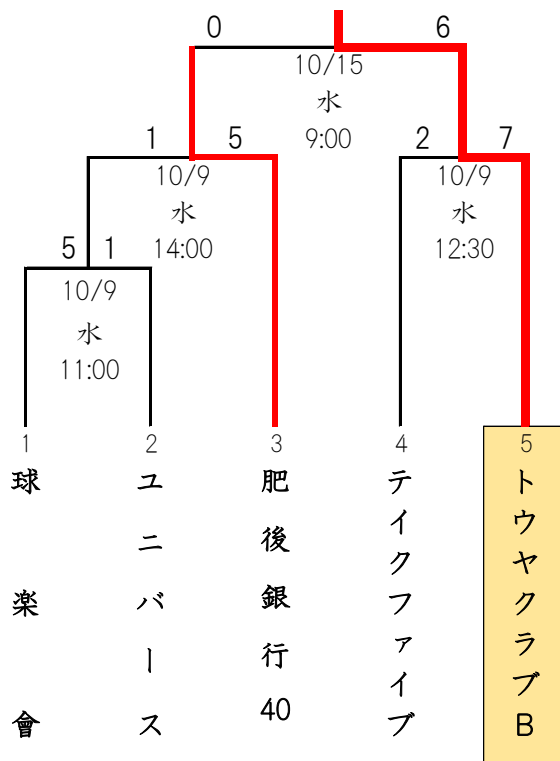 0 6
10/15
水
9:00
1 5
10/9
水
14:00
2 7
10/9
水
12:30
5 1
10/9
水
11:00
1
球楽會
2
ユニバース
3
肥後銀行40
4
テイクファイブ
5
トウヤクラブB